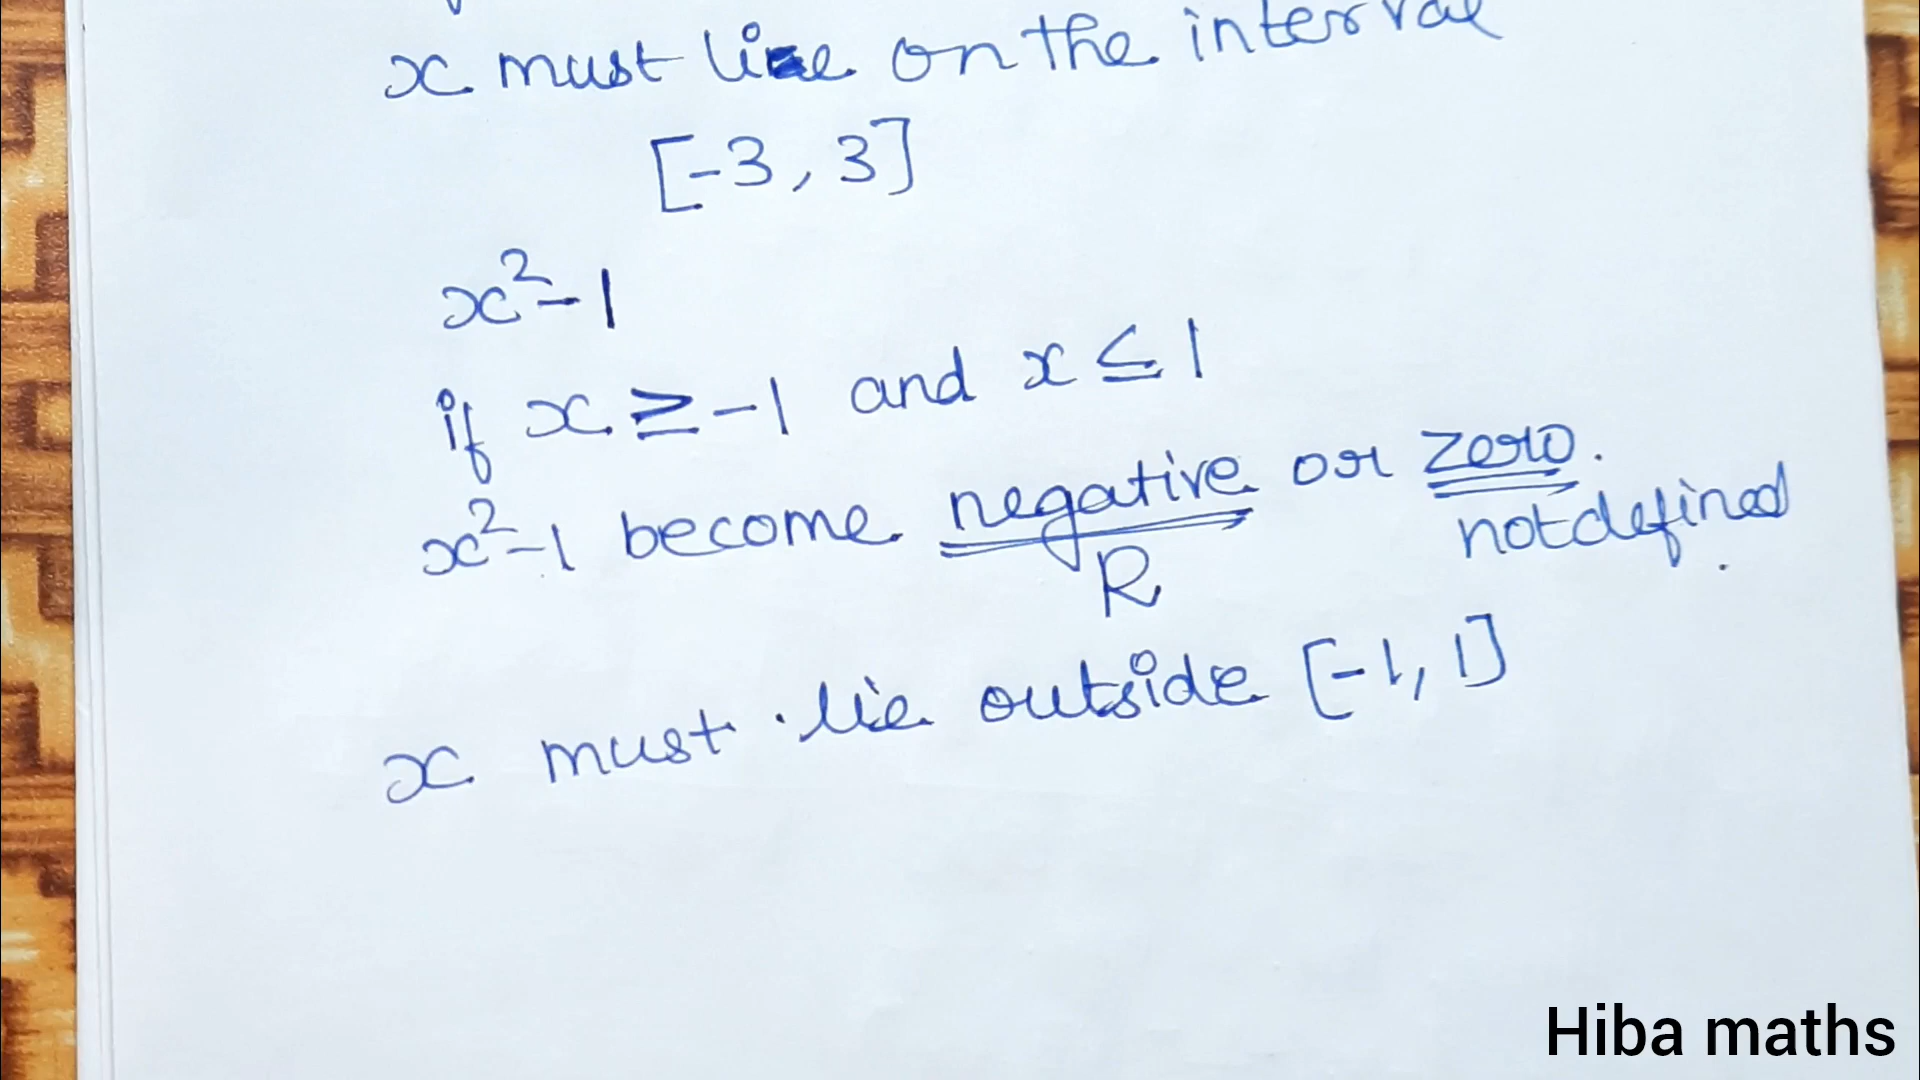 x must lie on the interval
[-3, 3]
x²-1
if x ≥ -1 and x ≤ 1
x²-1 become negative or zero.
R notdefined
x must lie outside [-1, 1]
Hiba maths